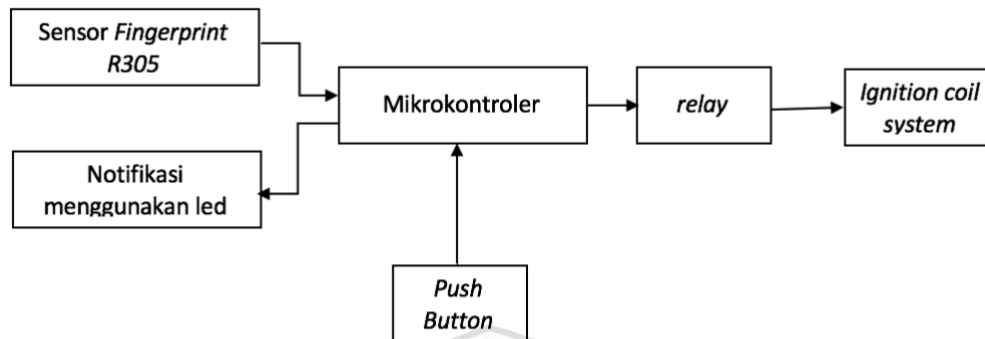 Sensor Fingerprint
R305
Mikrokontroler
relay
Ignition coil
system
Notifikasi
menggunakan led
Push
Button